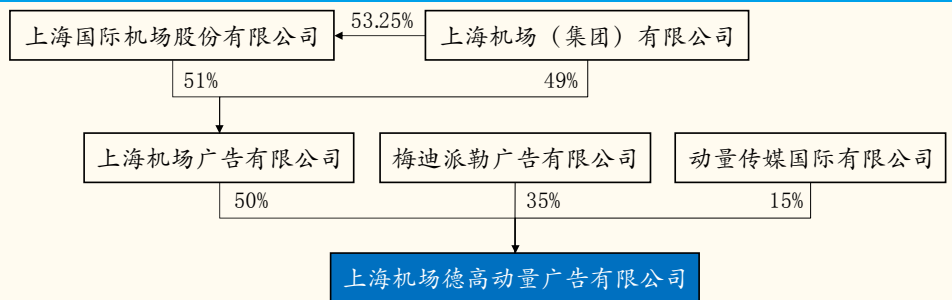 上海国际机场股份有限公司
53.25%
上海机场（集团）有限公司
51%
49%
上海机场广告有限公司
梅迪派勒广告有限公司
动量传媒国际有限公司
50%
35%
15%
上海机场德高动量广告有限公司